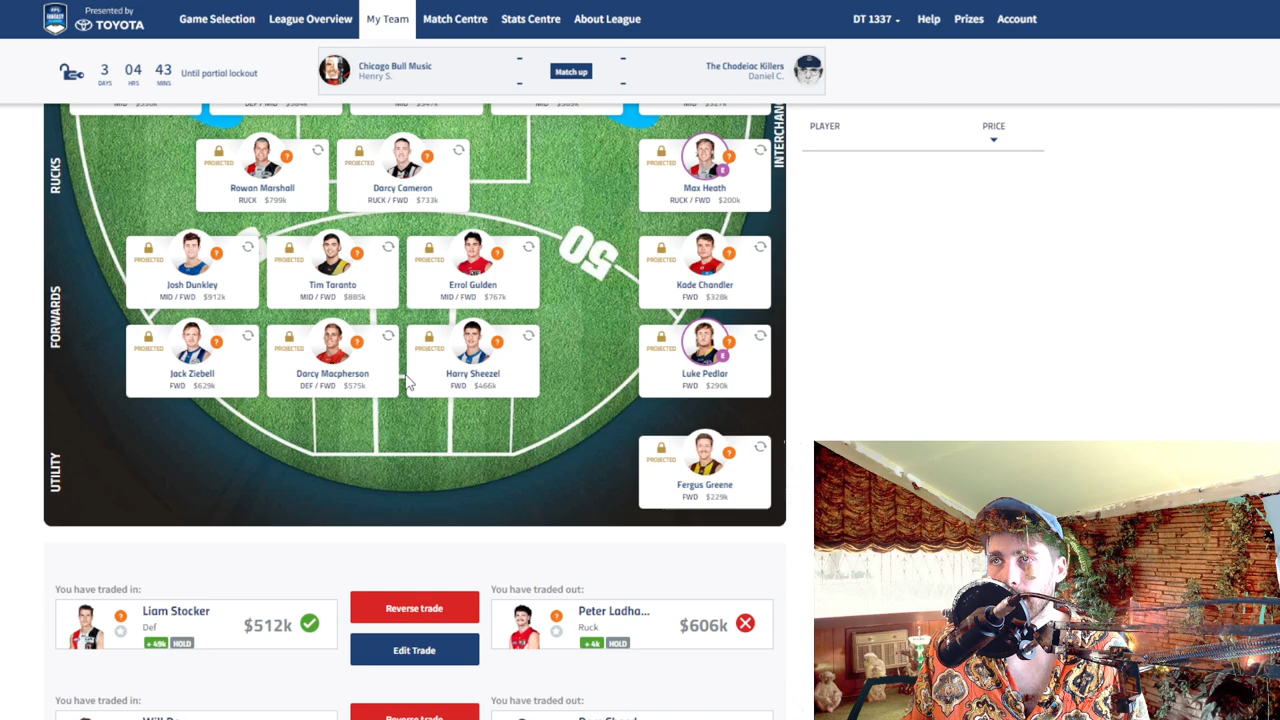 Presented by
TOYOTA
Game Selection
League Overview
My Team
Match Centre
Stats Centre
About League
DT 1337
Help
Prizes
Account
3 04 43
DAYS HRS MINS
Until partial lockout
Chicago Bull Music
Henry S.
- -
Match up
- -
The Chodeiac Killers
Daniel C.
PLAYER PRICE
INTERCHAN
RUCKS
PROJECTED
Rowan Marshall
RUCK $799k
PROJECTED
Darcy Cameron
RUCK / FWD $733k
PROJECTED
E
Max Heath
RUCK / FWD $200k
50
FORWARDS
PROJECTED
Josh Dunkley
MID / FWD $912k
PROJECTED
Tim Taranto
MID / FWD $885k
PROJECTED
Errol Gulden
MID / FWD $767k
PROJECTED
Kade Chandler
FWD $328k
PROJECTED
Jack Ziebell
FWD $629k
PROJECTED
Darcy Macpherson
DEF / FWD $575k
PROJECTED
Harry Sheezel
FWD $466k
PROJECTED
E
Luke Pedlar
FWD $290k
UTILITY
PROJECTED
Fergus Greene
FWD $229k
You have traded in:
Liam Stocker
Def
+ 49k HOLD
$512k
Reverse trade
Edit Trade
You have traded out:
Peter Ladha...
Ruck
+ 4k HOLD
$606k
You have traded in:
Reverse trade
You have traded out: